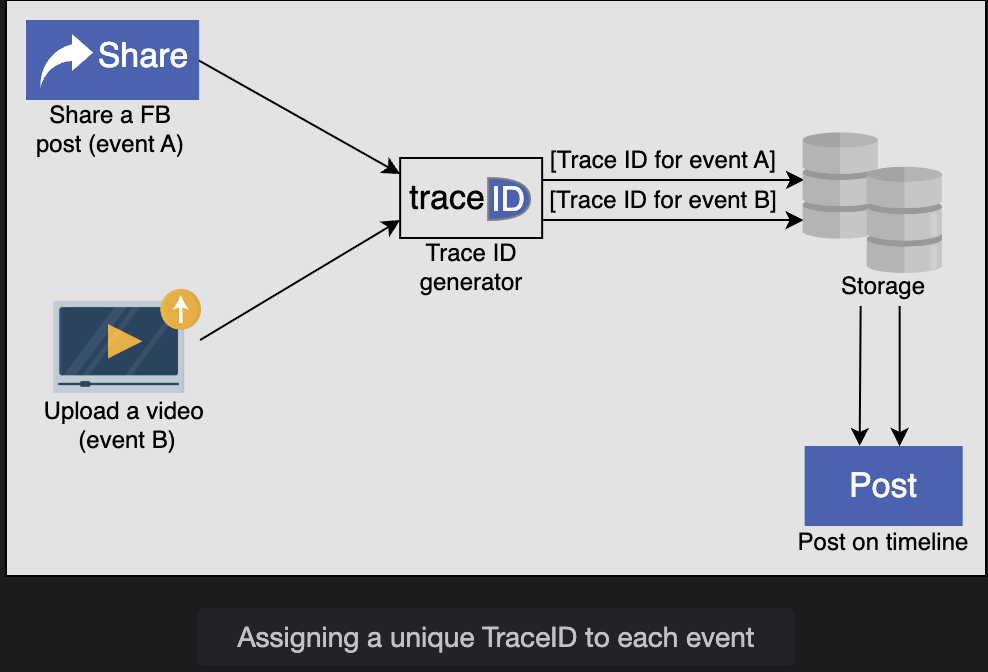 Share
Share a FB
post (event A)
[Trace ID for event A]
[Trace ID for event B]
traceID
Trace ID
generator
Storage
Upload a video
(event B)
Post
Post on timeline
Assigning a unique TraceID to each event